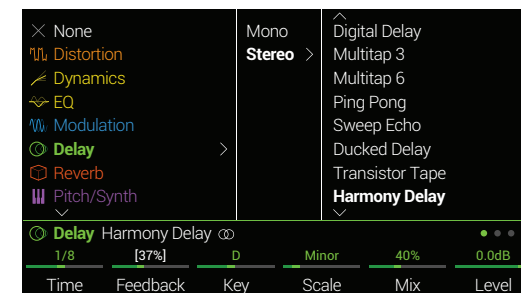 None
Distortion
Dynamics
EQ
Modulation
Delay
Reverb
Pitch/Synth
Mono
Stereo
Digital Delay
Multitap 3
Multitap 6
Ping Pong
Sweep Echo
Ducked Delay
Transistor Tape
Harmony Delay
Delay Harmony Delay
1/8 [37%] D Minor 40% 0.0dB
Time Feedback Key Scale Mix Level